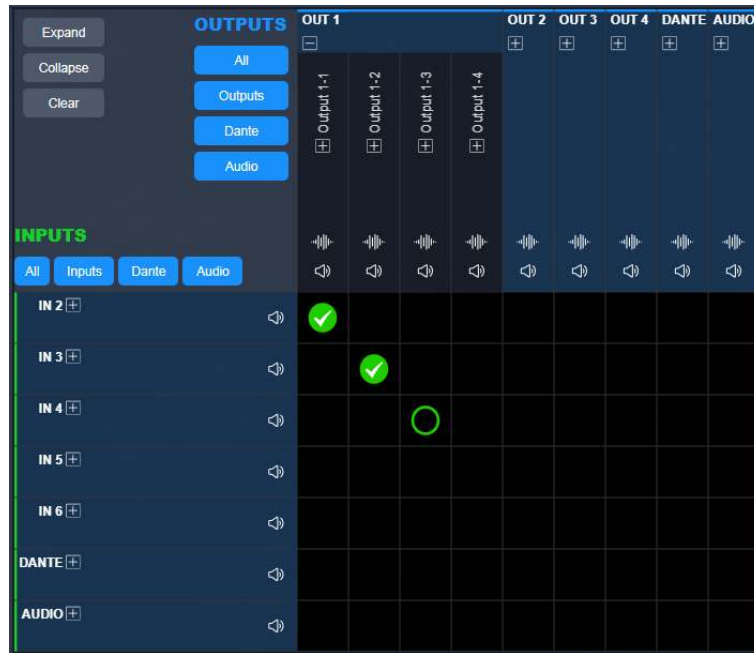 Expand
Collapse
Clear
OUTPUTS
All
Outputs
Dante
Audio
OUT 1
Output 1-1
Output 1-2
Output 1-3
Output 1-4
OUT 2
OUT 3
OUT 4
DANTE
AUDIO
INPUTS
All
Inputs
Dante
Audio
IN 2
IN 3
IN 4
IN 5
IN 6
DANTE
AUDIO